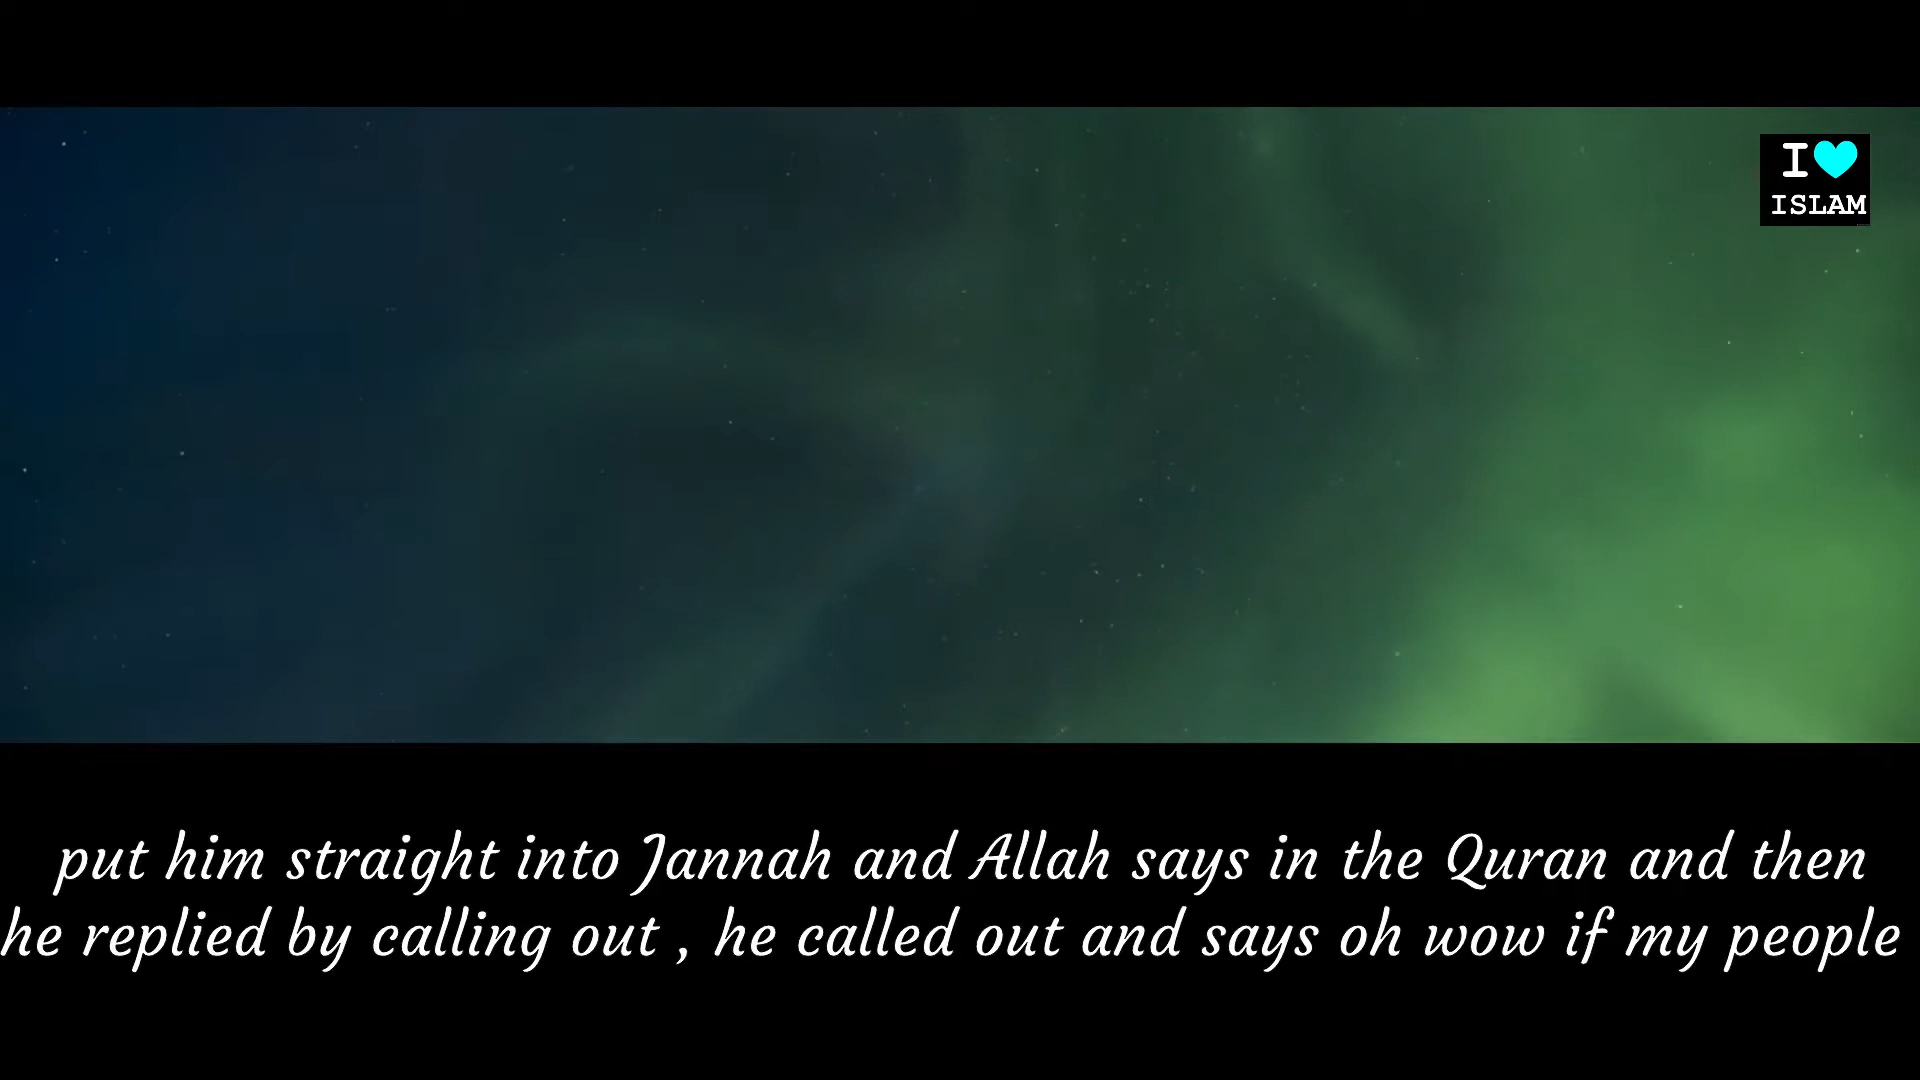 I
ISLAM
put him straight into Jannah and Allah says in the Quran and then
he replied by calling out , he called out and says oh wow if my people